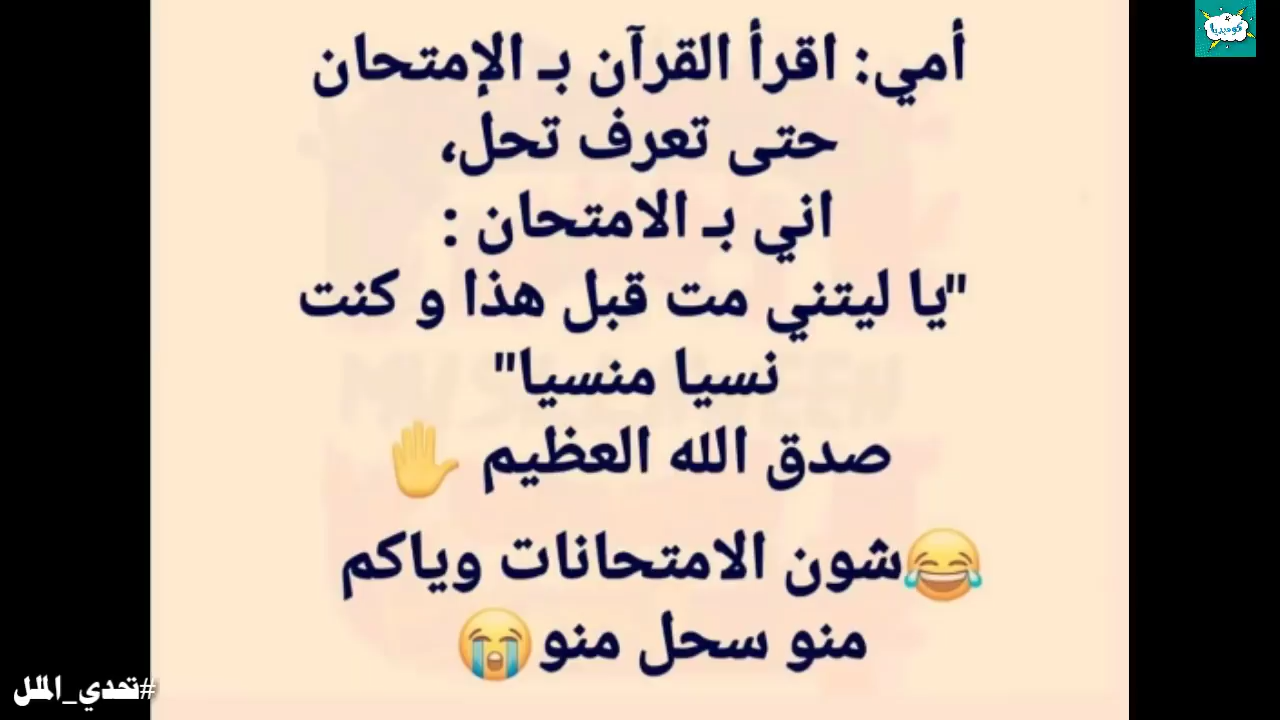 أمي: اقرأ القرآن بـ الإمتحان
حتى تعرف تحل،
اني بـ الامتحان :
"يا ليتني مت قبل هذا و كنت
نسيا منسيا"
صدق الله العظيم ✋
😂شون الامتحانات وياكم
منو سحل منو😭
#تحدي_الملل
كوميديا